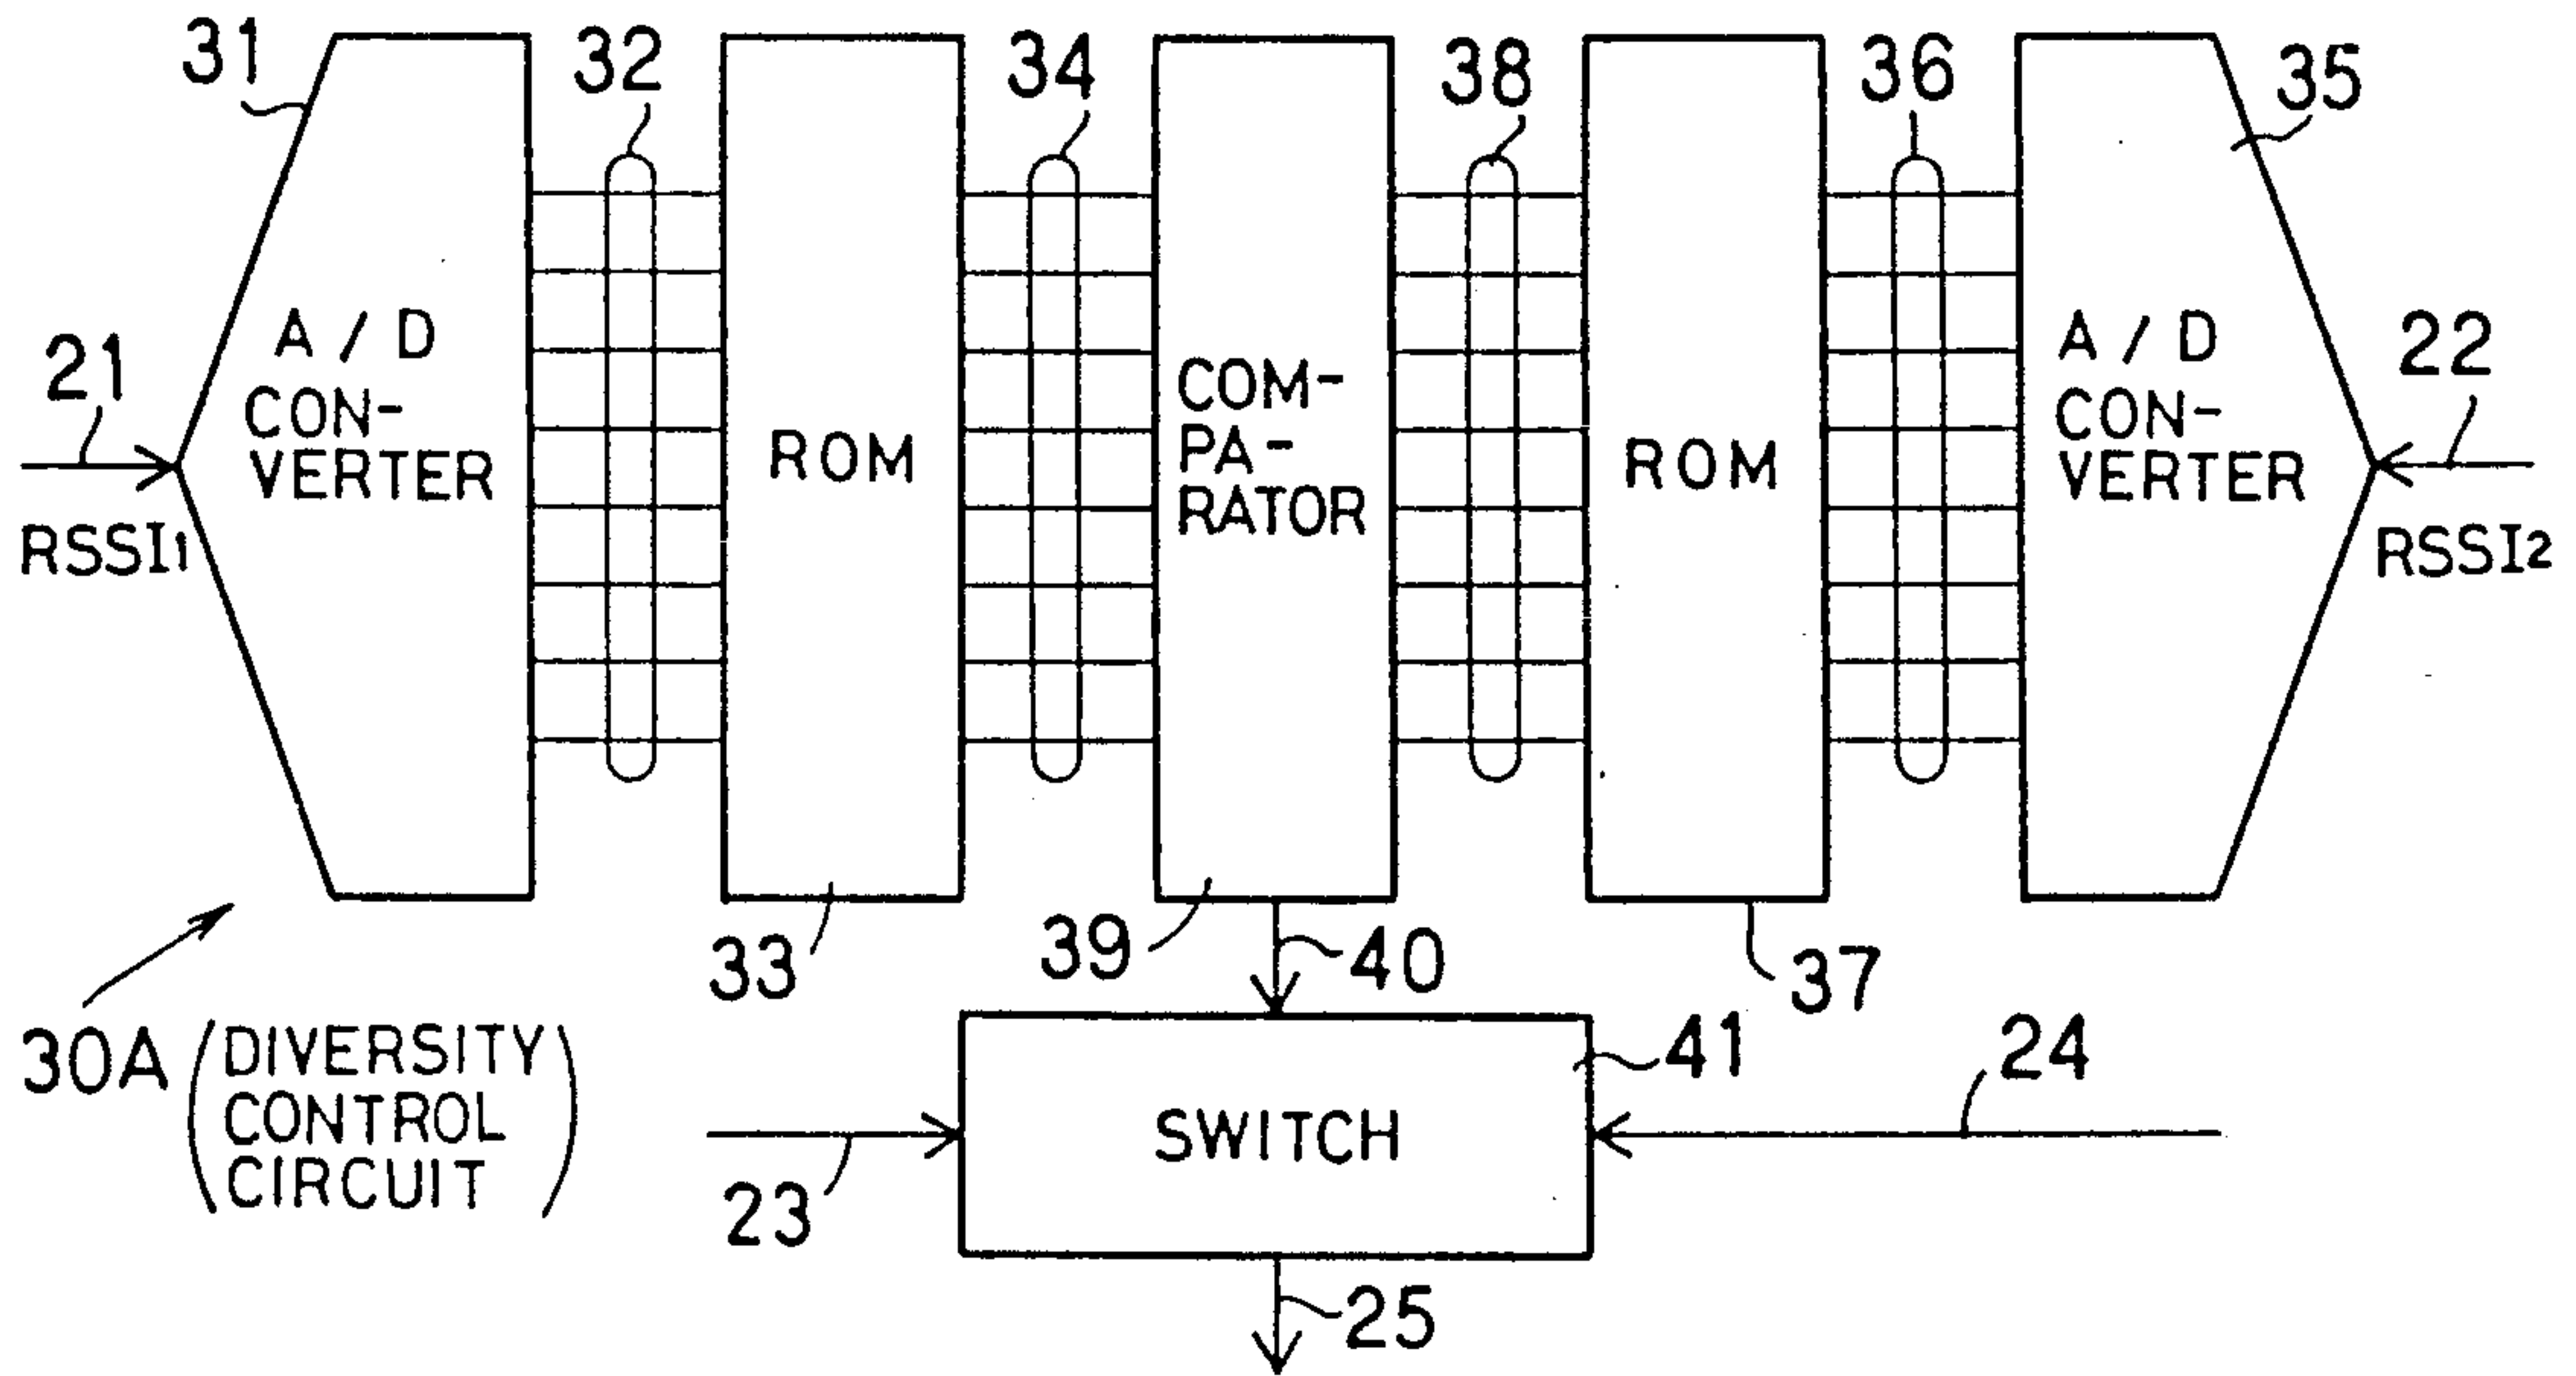 31
32
34
38
36
35
A / D
CON-
VERTER
ROM
COM-
PA-
RATOR
ROM
A / D
CON-
VERTER
21
RSSI1
22
RSSI2
33
39
40
37
30A (DIVERSITY
CONTROL
CIRCUIT)
41
24
SWITCH
23
25